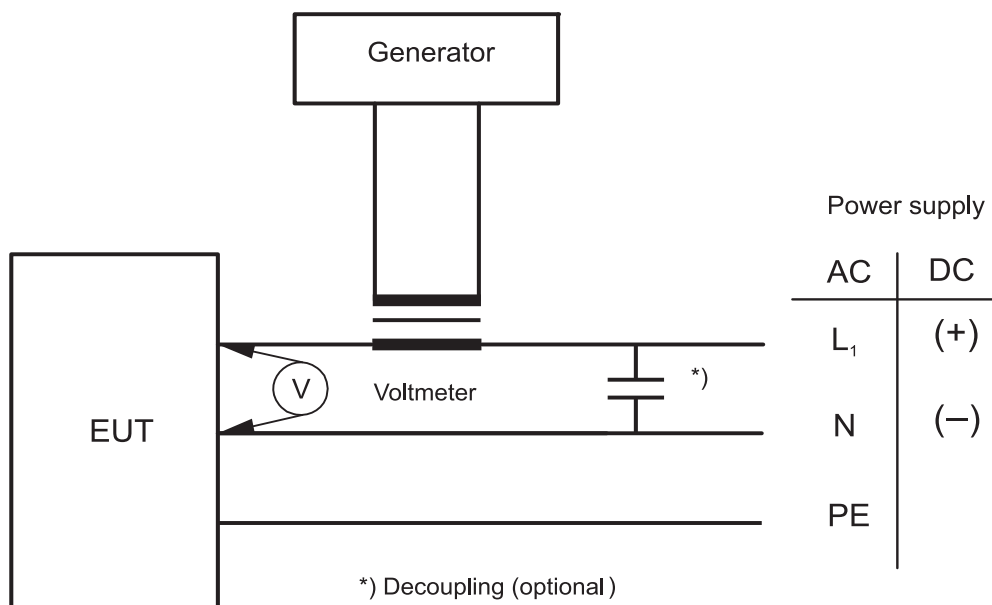 Generator
Power supply
AC DC
L₁ (+)
*)
V
Voltmeter
EUT
N (–)
PE
*) Decoupling (optional)